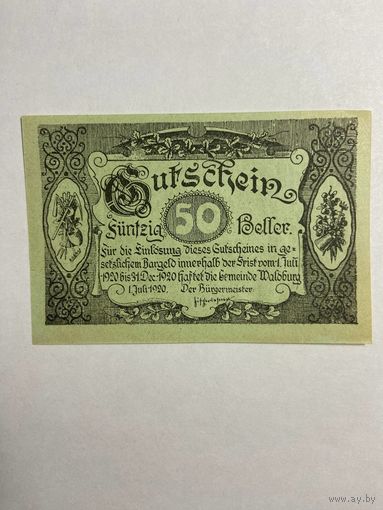 Gutschein
Fünfzig 50 Heller.
Für die Einlösung dieses Gutscheines in ge-
setzlichem Bargeld innerhalb der Frist vom 1. Juli
1920 bis 31. Dez. 1920 haftet die Gemeinde Waldburg
1. Juli 1920. Der Bürgermeister:
www.ay.by